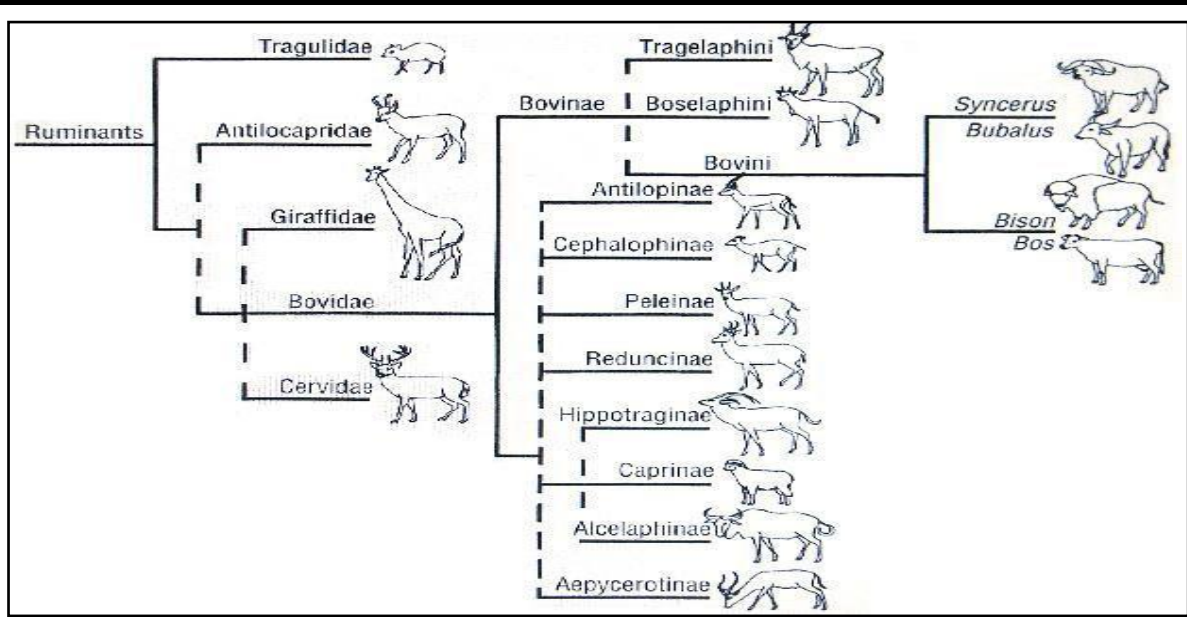 Ruminants
Tragulidae
Antilocapridae
Giraffidae
Bovidae
Cervidae
Bovinae
Tragelaphini
Boselaphini
Bovini
Antilopinae
Cephalophinae
Peleinae
Reduncinae
Hippotraginae
Caprinae
Alcelaphinae
Aepycerotinae
Syncerus
Bubalus
Bison
Bos